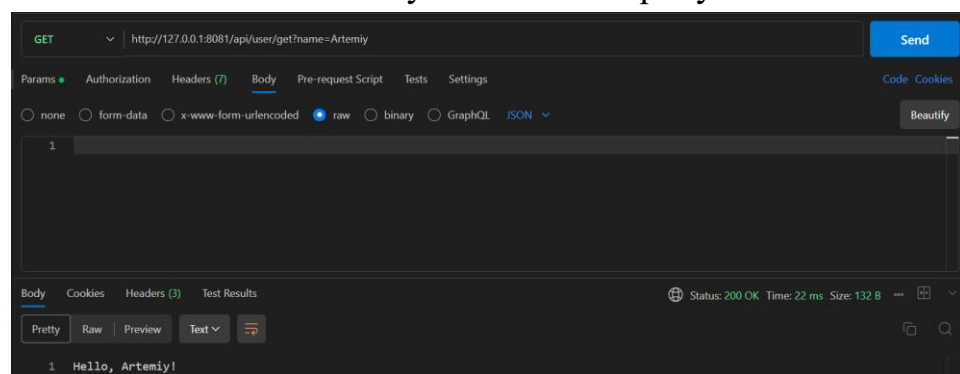 GET http://127.0.0.1:8081/api/user/get?name=Artemiy Send
Params Authorization Headers (7) Body Pre-request Script Tests Settings Code Cookies
none form-data x-www-form-urlencoded raw binary GraphQL JSON Beautify
1
Body Cookies Headers (3) Test Results Status: 200 OK Time: 22 ms Size: 132 B
Pretty Raw Preview Text
1 Hello, Artemiy!